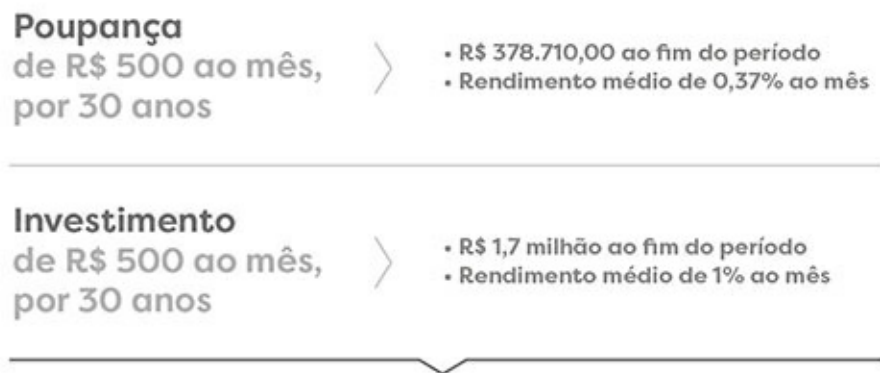 Poupança
de R$ 500 ao mês,
por 30 anos
• R$ 378.710,00 ao fim do período
• Rendimento médio de 0,37% ao mês
Investimento
de R$ 500 ao mês,
por 30 anos
• R$ 1,7 milhão ao fim do período
• Rendimento médio de 1% ao mês